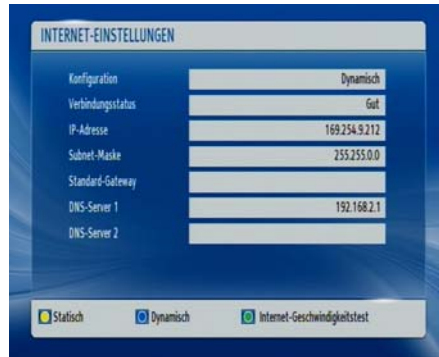 INTERNET-EINSTELLUNGEN
Konfiguration Dynamisch
Verbindungsstatus Gut
IP-Adresse 169.254.9.212
Subnet-Maske 255.255.0.0
Standard-Gateway
DNS-Server 1 192.168.2.1
DNS-Server 2
Statisch Dynamisch Internet-Geschwindigkeitstest